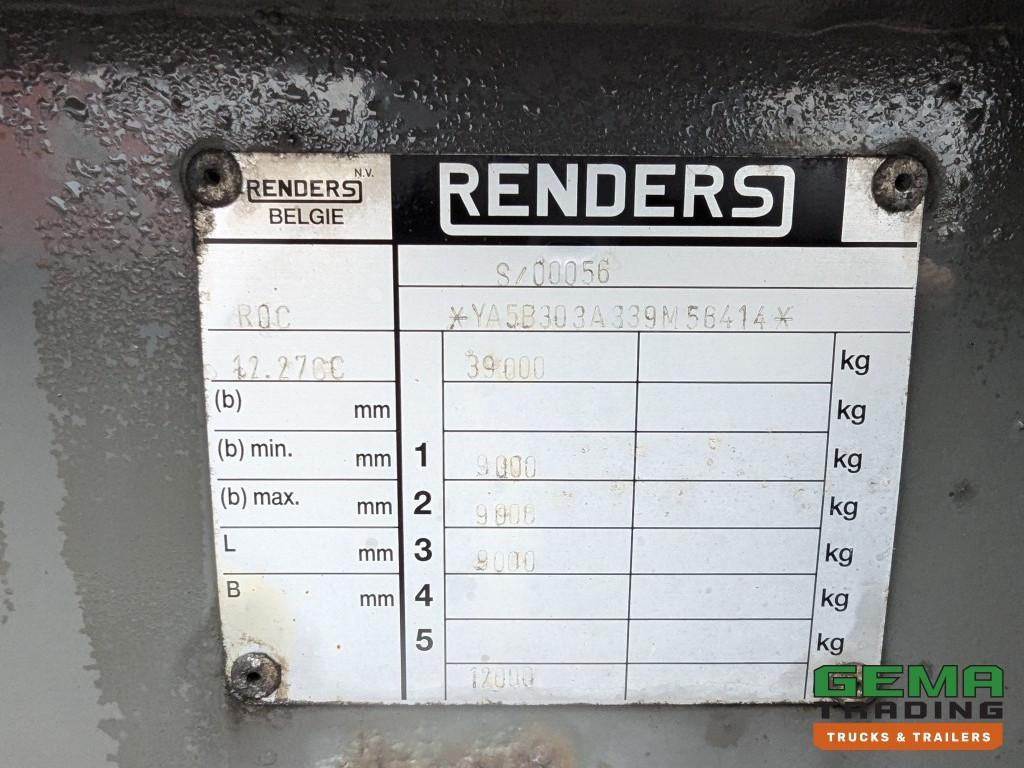 RENDERS N.V.
BELGIE
RENDERS
S/00056
ROC *YA5B303A339M58414*
12.27CC 39000 kg
(b) mm kg
(b) min. mm 1 9000 kg
(b) max. mm 2 9000 kg
L mm 3 9000 kg
B mm 4 kg
5 kg
12000
GEMA
TRADING
TRUCKS & TRAILERS